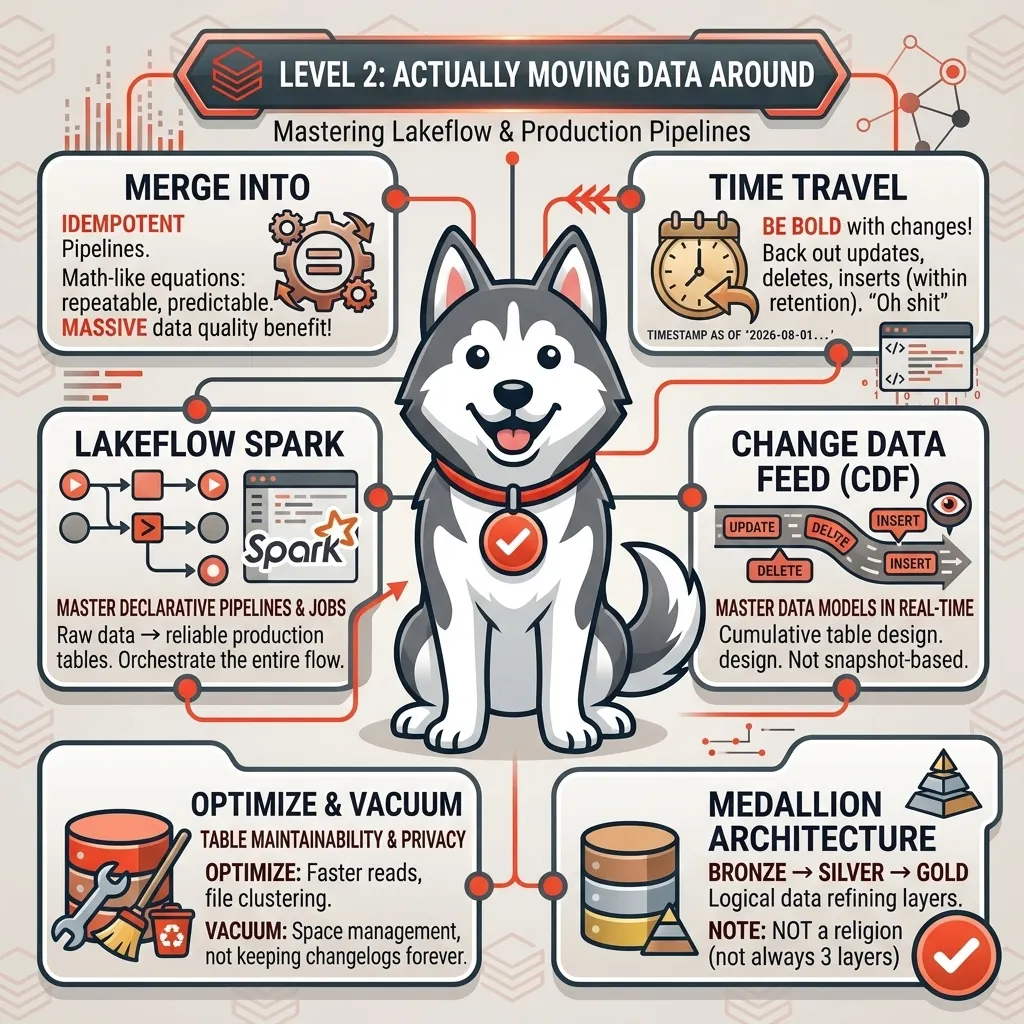 LEVEL 2: ACTUALLY MOVING DATA AROUND
Mastering Lakeflow & Production Pipelines
MERGE INTO
IDEMPOTENT
Pipelines.
Math-like equations:
repeatable, predictable.
MASSIVE data quality benefit!
TIME TRAVEL
BE BOLD with changes!
Back out updates,
deletes, inserts (within
retention). “Oh shit”
TIMESTAMP AS OF '2026-08-01...'
</>
</>
LAKEFLOW SPARK
Spark
MASTER DECLARATIVE PIPELINES & JOBS
Raw data → reliable production
tables. Orchestrate the entire flow.
CHANGE DATA
FEED (CDF)
UPDATE
DELETE
INSERT
DELETE
INSERT
MASTER DATA MODELS IN REAL-TIME
Cumulative table design.
design. Not snapshot-based.
OPTIMIZE & VACUUM
TABLE MAINTAINABILITY & PRIVACY
OPTIMIZE: Faster reads,
file clustering.
VACUUM: Space management,
not keeping changelogs forever.
MEDALLION
ARCHITECTURE
BRONZE → SILVER → GOLD
Logical data refining layers.
NOTE: NOT a religion
(not always 3 layers)